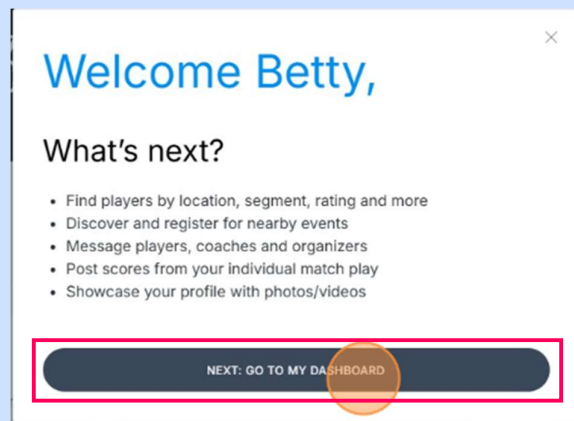 Welcome Betty,
What's next?
• Find players by location, segment, rating and more
• Discover and register for nearby events
• Message players, coaches and organizers
• Post scores from your individual match play
• Showcase your profile with photos/videos
NEXT: GO TO MY DASHBOARD